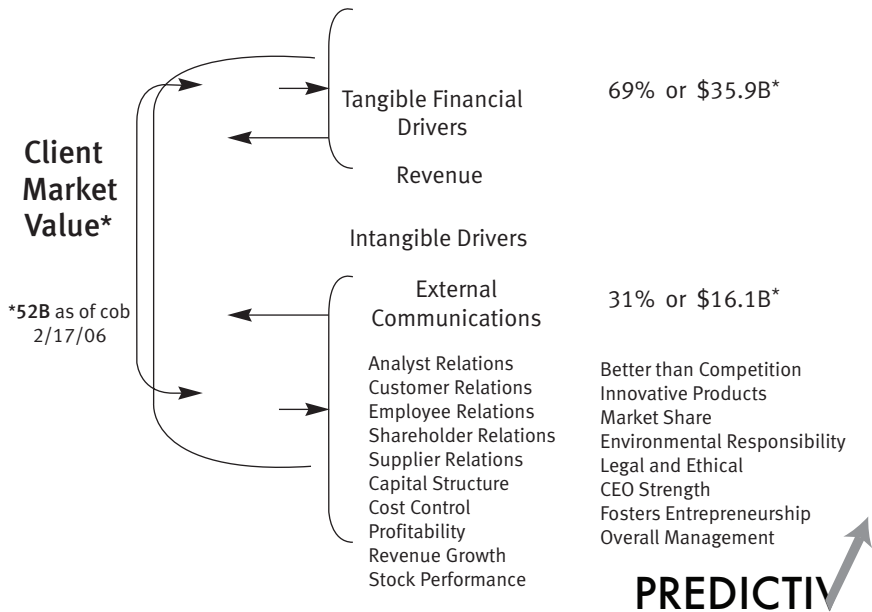 Tangible Financial
Drivers
69% or $35.9B*
Client
Market
Value*
Revenue
Intangible Drivers
*52B as of cob
2/17/06
External
Communications
31% or $16.1B*
Analyst Relations
Customer Relations
Employee Relations
Shareholder Relations
Supplier Relations
Capital Structure
Cost Control
Profitability
Revenue Growth
Stock Performance
Better than Competition
Innovative Products
Market Share
Environmental Responsibility
Legal and Ethical
CEO Strength
Fosters Entrepreneurship
Overall Management
PREDICTIV